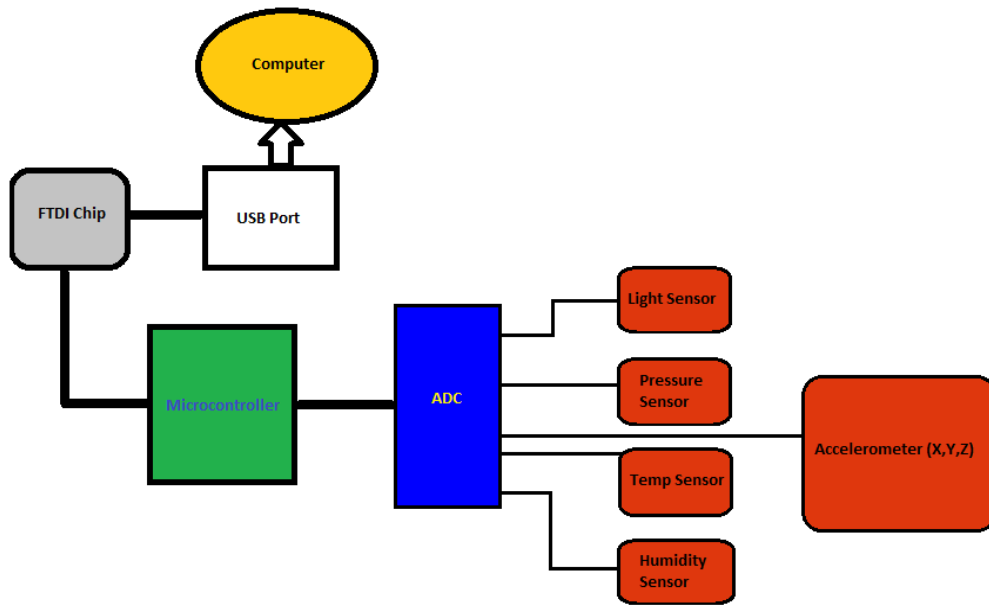 Computer
FTDI Chip
USB Port
Light Sensor
Microcontroller
ADC
Pressure
Sensor
Accelerometer (X,Y,Z)
Temp Sensor
Humidity
Sensor